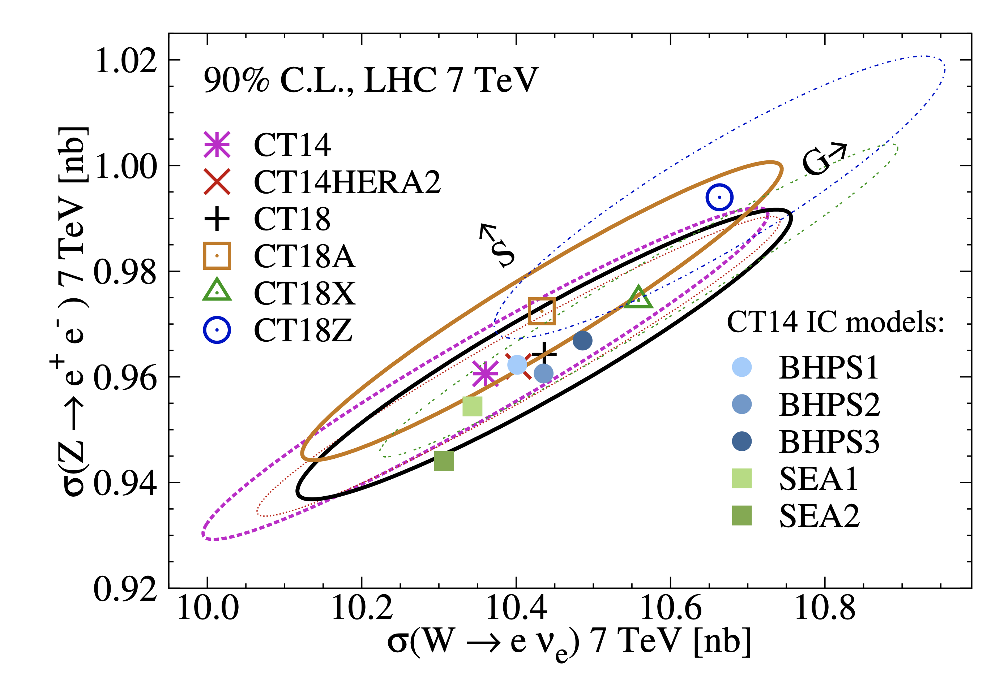 90% C.L., LHC 7 TeV
CT14
CT14HERA2
CT18
CT18A
CT18X
CT18Z
S
G
CT14 IC models:
BHPS1
BHPS2
BHPS3
SEA1
SEA2
σ(Z → e⁺ e⁻) 7 TeV [nb]
1.02
1.00
0.98
0.96
0.94
0.92
10.0 10.2 10.4 10.6 10.8
σ(W → e νₑ) 7 TeV [nb]